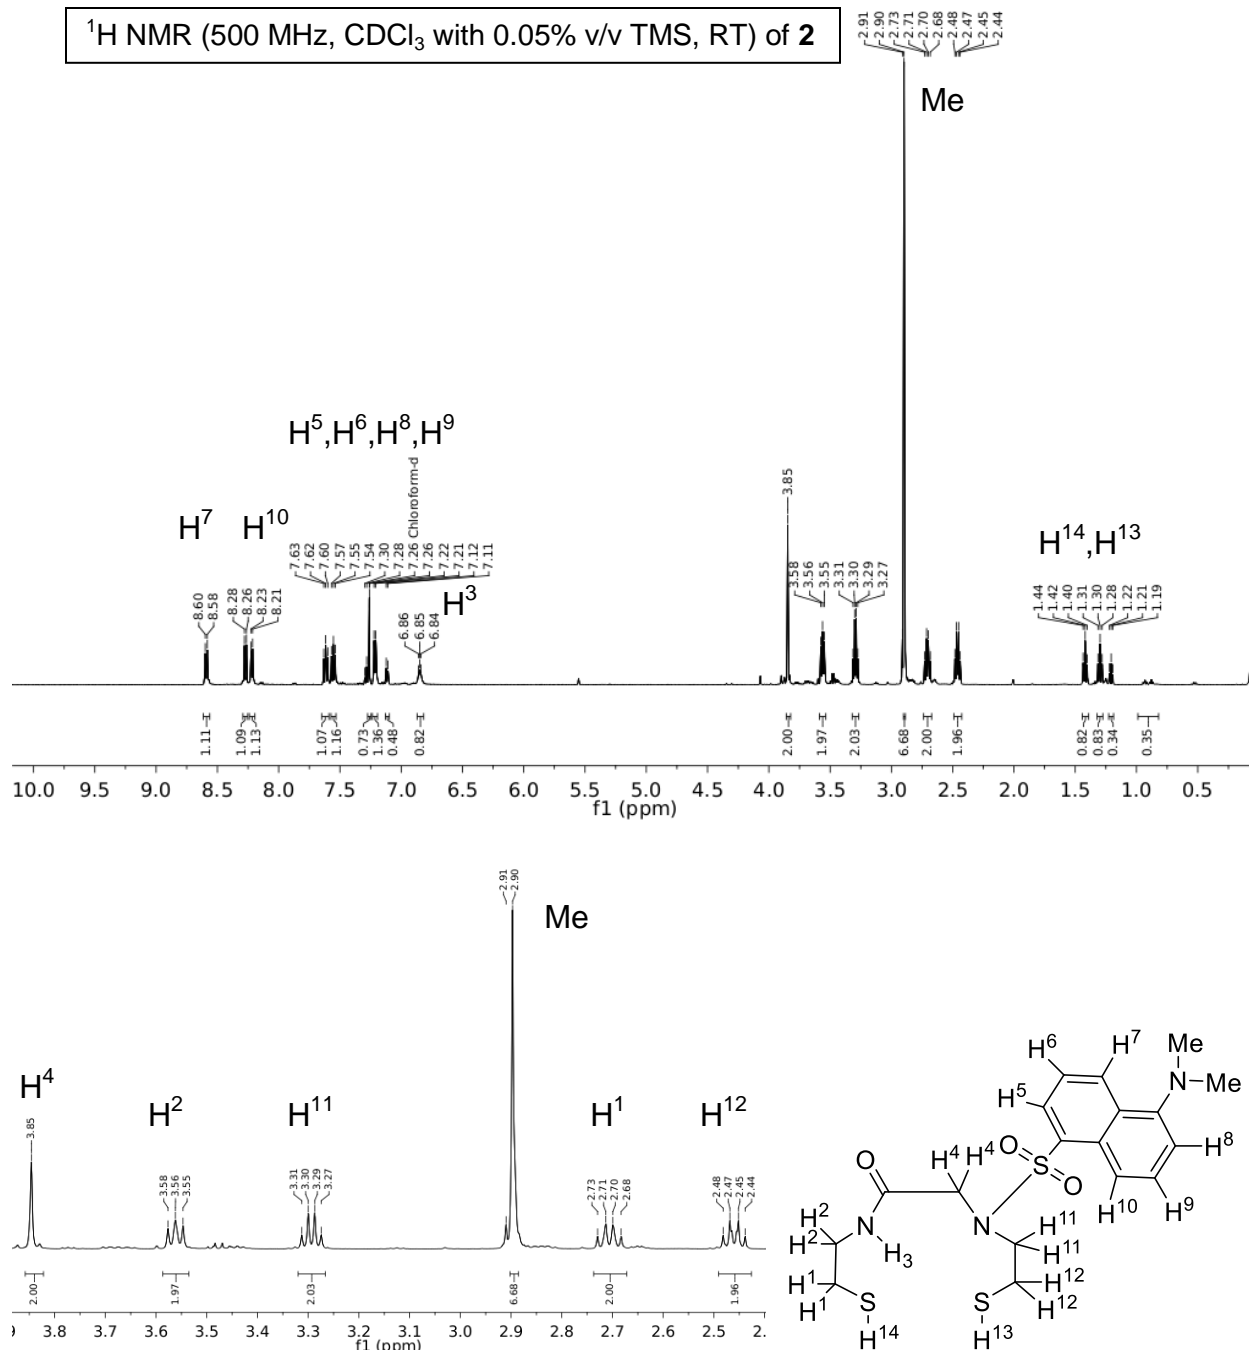 ¹H NMR (500 MHz, CDCl₃ with 0.05% v/v TMS, RT) of 2
2.91 2.90 2.73 2.71 2.70 2.68 2.48 2.47 2.45 2.44
Me
H⁵,H⁶,H⁸,H⁹
H⁷
H¹⁰
H³
H¹⁴,H¹³
8.60 8.58 8.28 8.26 8.23 8.21
7.63 7.62 7.60 7.57 7.55 7.54 7.30 7.28 7.26 Chloroform-d 7.26 7.22 7.21 7.12 7.11
6.86 6.85 6.84
3.85
3.58 3.56 3.55 3.31 3.30 3.29 3.27
1.44 1.42 1.40 1.31 1.30 1.28 1.22 1.21 1.19
1.11 1.09 1.13 1.07 1.16 0.73 1.36 0.48 0.82 2.00 1.97 2.03 6.68 2.00 1.96 0.82 0.83 0.34 0.35
10.0 9.5 9.0 8.5 8.0 7.5 7.0 6.5 6.0 5.5 5.0 4.5 4.0 3.5 3.0 2.5 2.0 1.5 1.0 0.5
f1 (ppm)
2.91 2.90
Me
H⁴
H²
H¹¹
H¹
H¹²
3.85
3.58 3.56 3.55
3.31 3.30 3.29 3.27
2.73 2.71 2.70 2.68
2.48 2.47 2.45 2.44
2.00 1.97 2.03 6.68 2.00 1.96
9 3.8 3.7 3.6 3.5 3.4 3.3 3.2 3.1 3.0 2.9 2.8 2.7 2.6 2.5 2.
f1 (ppm)
H⁶ H⁷ Me
N Me
H⁵
H⁸
O
O H⁴ H⁴ S
O
H¹⁰ H⁹
H² N N H¹¹
H² H₃ H¹¹
H¹ H¹²
H¹ S S H¹²
H¹⁴ H¹³